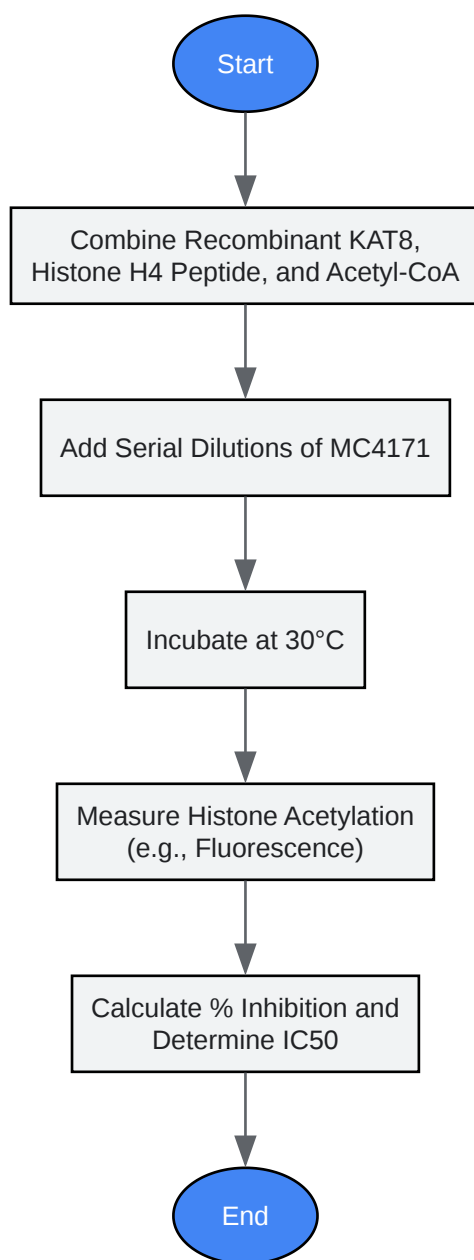 Start
Combine Recombinant KAT8,
Histone H4 Peptide, and Acetyl-CoA
Add Serial Dilutions of MC4171
Incubate at 30°C
Measure Histone Acetylation
(e.g., Fluorescence)
Calculate % Inhibition and
Determine IC50
End